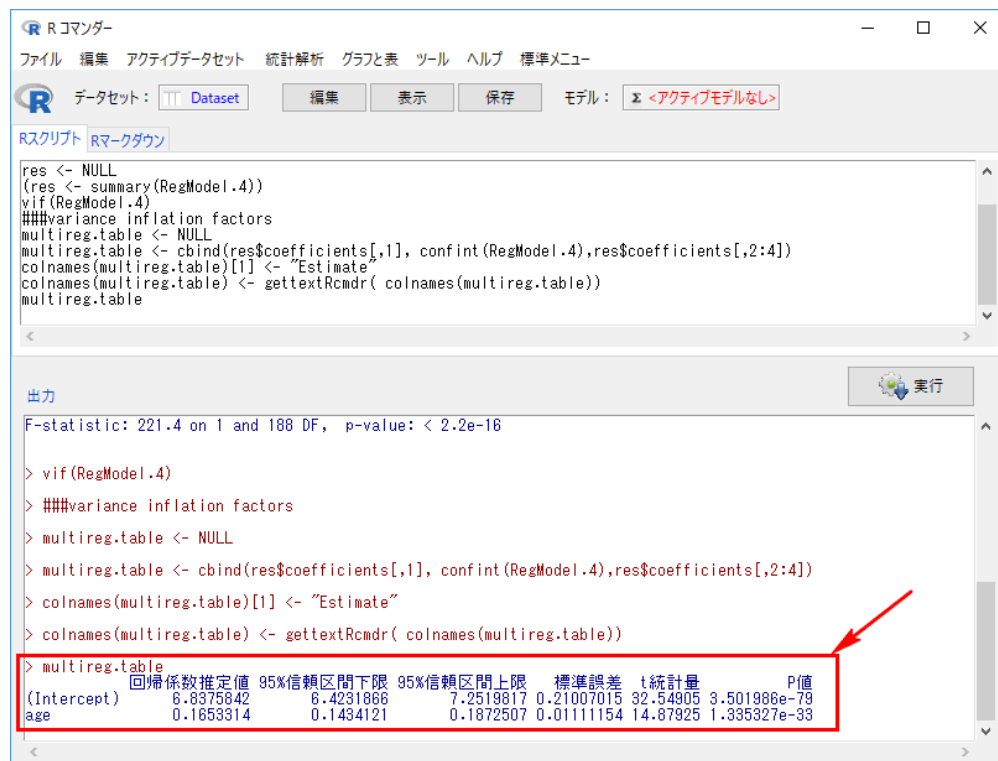 R コマンダー
ファイル 編集 アクティブデータセット 統計解析 グラフと表 ツール ヘルプ 標準メニュー
データセット: Dataset 編集 表示 保存 モデル: Σ <アクティブモデルなし>
Rスクリプト Rマークダウン
res <- NULL
(res <- summary(RegModel.4))
vif(RegModel.4)
###variance inflation factors
multireg.table <- NULL
multireg.table <- cbind(res$coefficients[,1], confint(RegModel.4),res$coefficients[,2:4])
colnames(multireg.table)[1] <- "Estimate"
colnames(multireg.table) <- gettextRcmdr( colnames(multireg.table))
multireg.table
実行
出力
F-statistic: 221.4 on 1 and 188 DF,  p-value: < 2.2e-16
> vif(RegModel.4)
> ###variance inflation factors
> multireg.table <- NULL
> multireg.table <- cbind(res$coefficients[,1], confint(RegModel.4),res$coefficients[,2:4])
> colnames(multireg.table)[1] <- "Estimate"
> colnames(multireg.table) <- gettextRcmdr( colnames(multireg.table))
> multireg.table
回帰係数推定値 95%信頼区間下限 95%信頼区間上限 標準誤差 t統計量 P値
(Intercept) 6.8375842 6.4231866 7.2519817 0.21007015 32.54905 3.501986e-79
age 0.1653314 0.1434121 0.1872507 0.01111154 14.87925 1.335327e-33